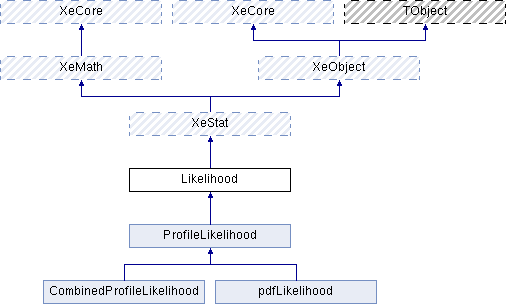 XeCore XeCore TObject
XeMath XeObject
XeStat
Likelihood
ProfileLikelihood
CombinedProfileLikelihood pdfLikelihood